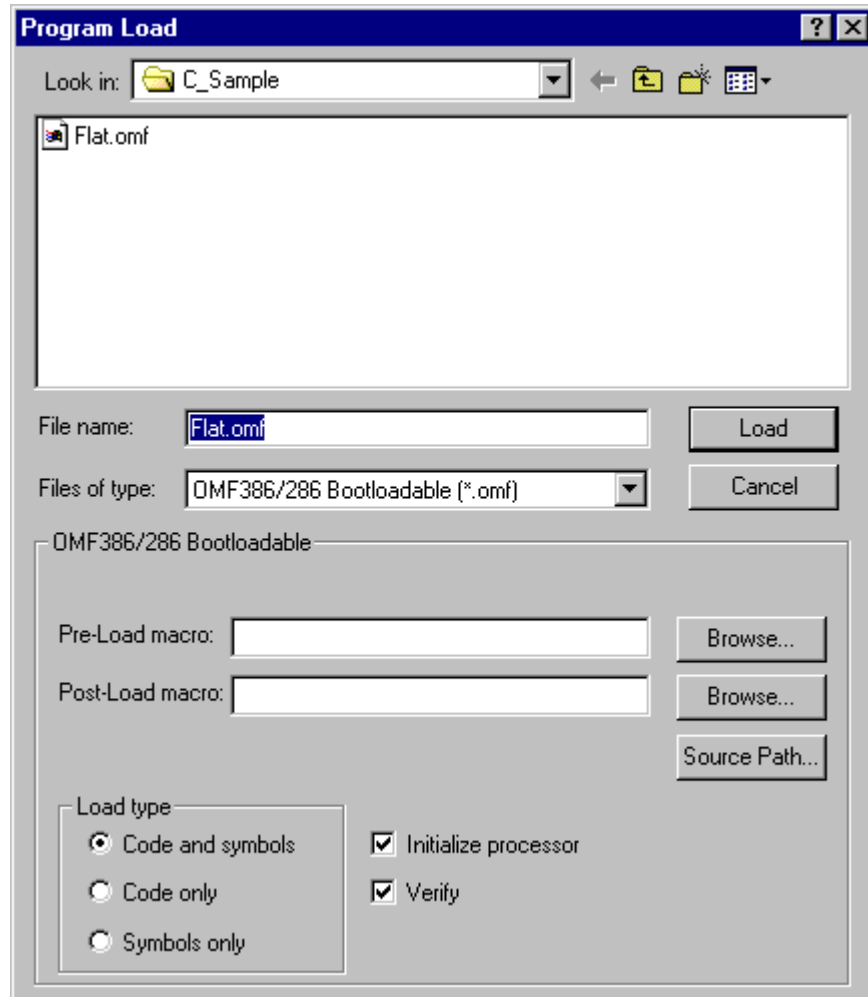 Program Load
Look in: C_Sample
Flat.omf
File name: Flat.omf Load
Files of type: OMF386/286 Bootloadable (*.omf) Cancel
OMF386/286 Bootloadable
Pre-Load macro: Browse...
Post-Load macro: Browse...
Source Path...
Load type
Code and symbols Initialize processor
Code only Verify
Symbols only